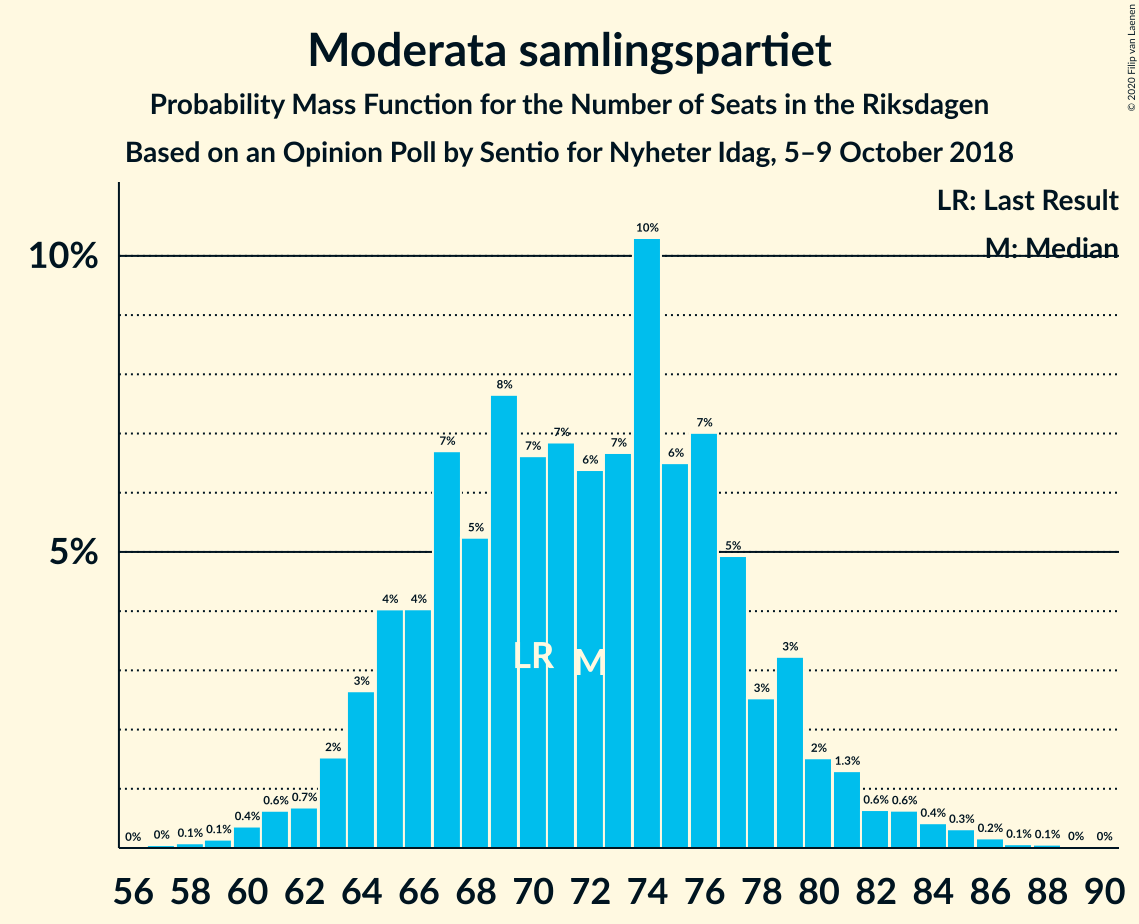 Moderata samlingspartiet
Probability Mass Function for the Number of Seats in the Riksdagen
Based on an Opinion Poll by Sentio for Nyheter Idag, 5–9 October 2018
© 2020 Filip van Laenen
LR: Last Result
M: Median
10%
5%
0% 0% 0.1% 0.1% 0.4% 0.6% 0.7% 2% 3% 4% 4% 7% 5% 8% 7% 7% 6% 7% 10% 6% 7% 5% 3% 3% 2% 1.3% 0.6% 0.6% 0.4% 0.3% 0.2% 0.1% 0.1% 0% 0%
LR M
56 58 60 62 64 66 68 70 72 74 76 78 80 82 84 86 88 90